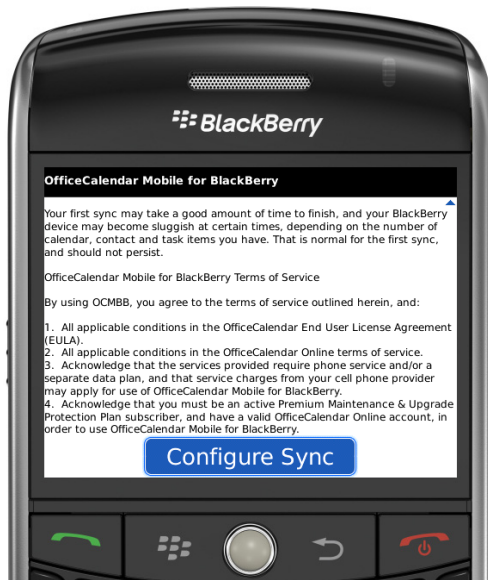 BlackBerry
OfficeCalendar Mobile for BlackBerry
Your first sync may take a good amount of time to finish, and your BlackBerry
device may become sluggish at certain times, depending on the number of
calendar, contact and task items you have. That is normal for the first sync,
and should not persist.
OfficeCalendar Mobile for BlackBerry Terms of Service
By using OCMBB, you agree to the terms of service outlined herein, and:
1. All applicable conditions in the OfficeCalendar End User License Agreement
(EULA).
2. All applicable conditions in the OfficeCalendar Online terms of service.
3. Acknowledge that the services provided require phone service and/or a
separate data plan, and that service charges from your cell phone provider
may apply for use of OfficeCalendar Mobile for BlackBerry.
4. Acknowledge that you must be an active Premium Maintenance & Upgrade
Protection Plan subscriber, and have a valid OfficeCalendar Online account, in
order to use OfficeCalendar Mobile for BlackBerry.
Configure Sync